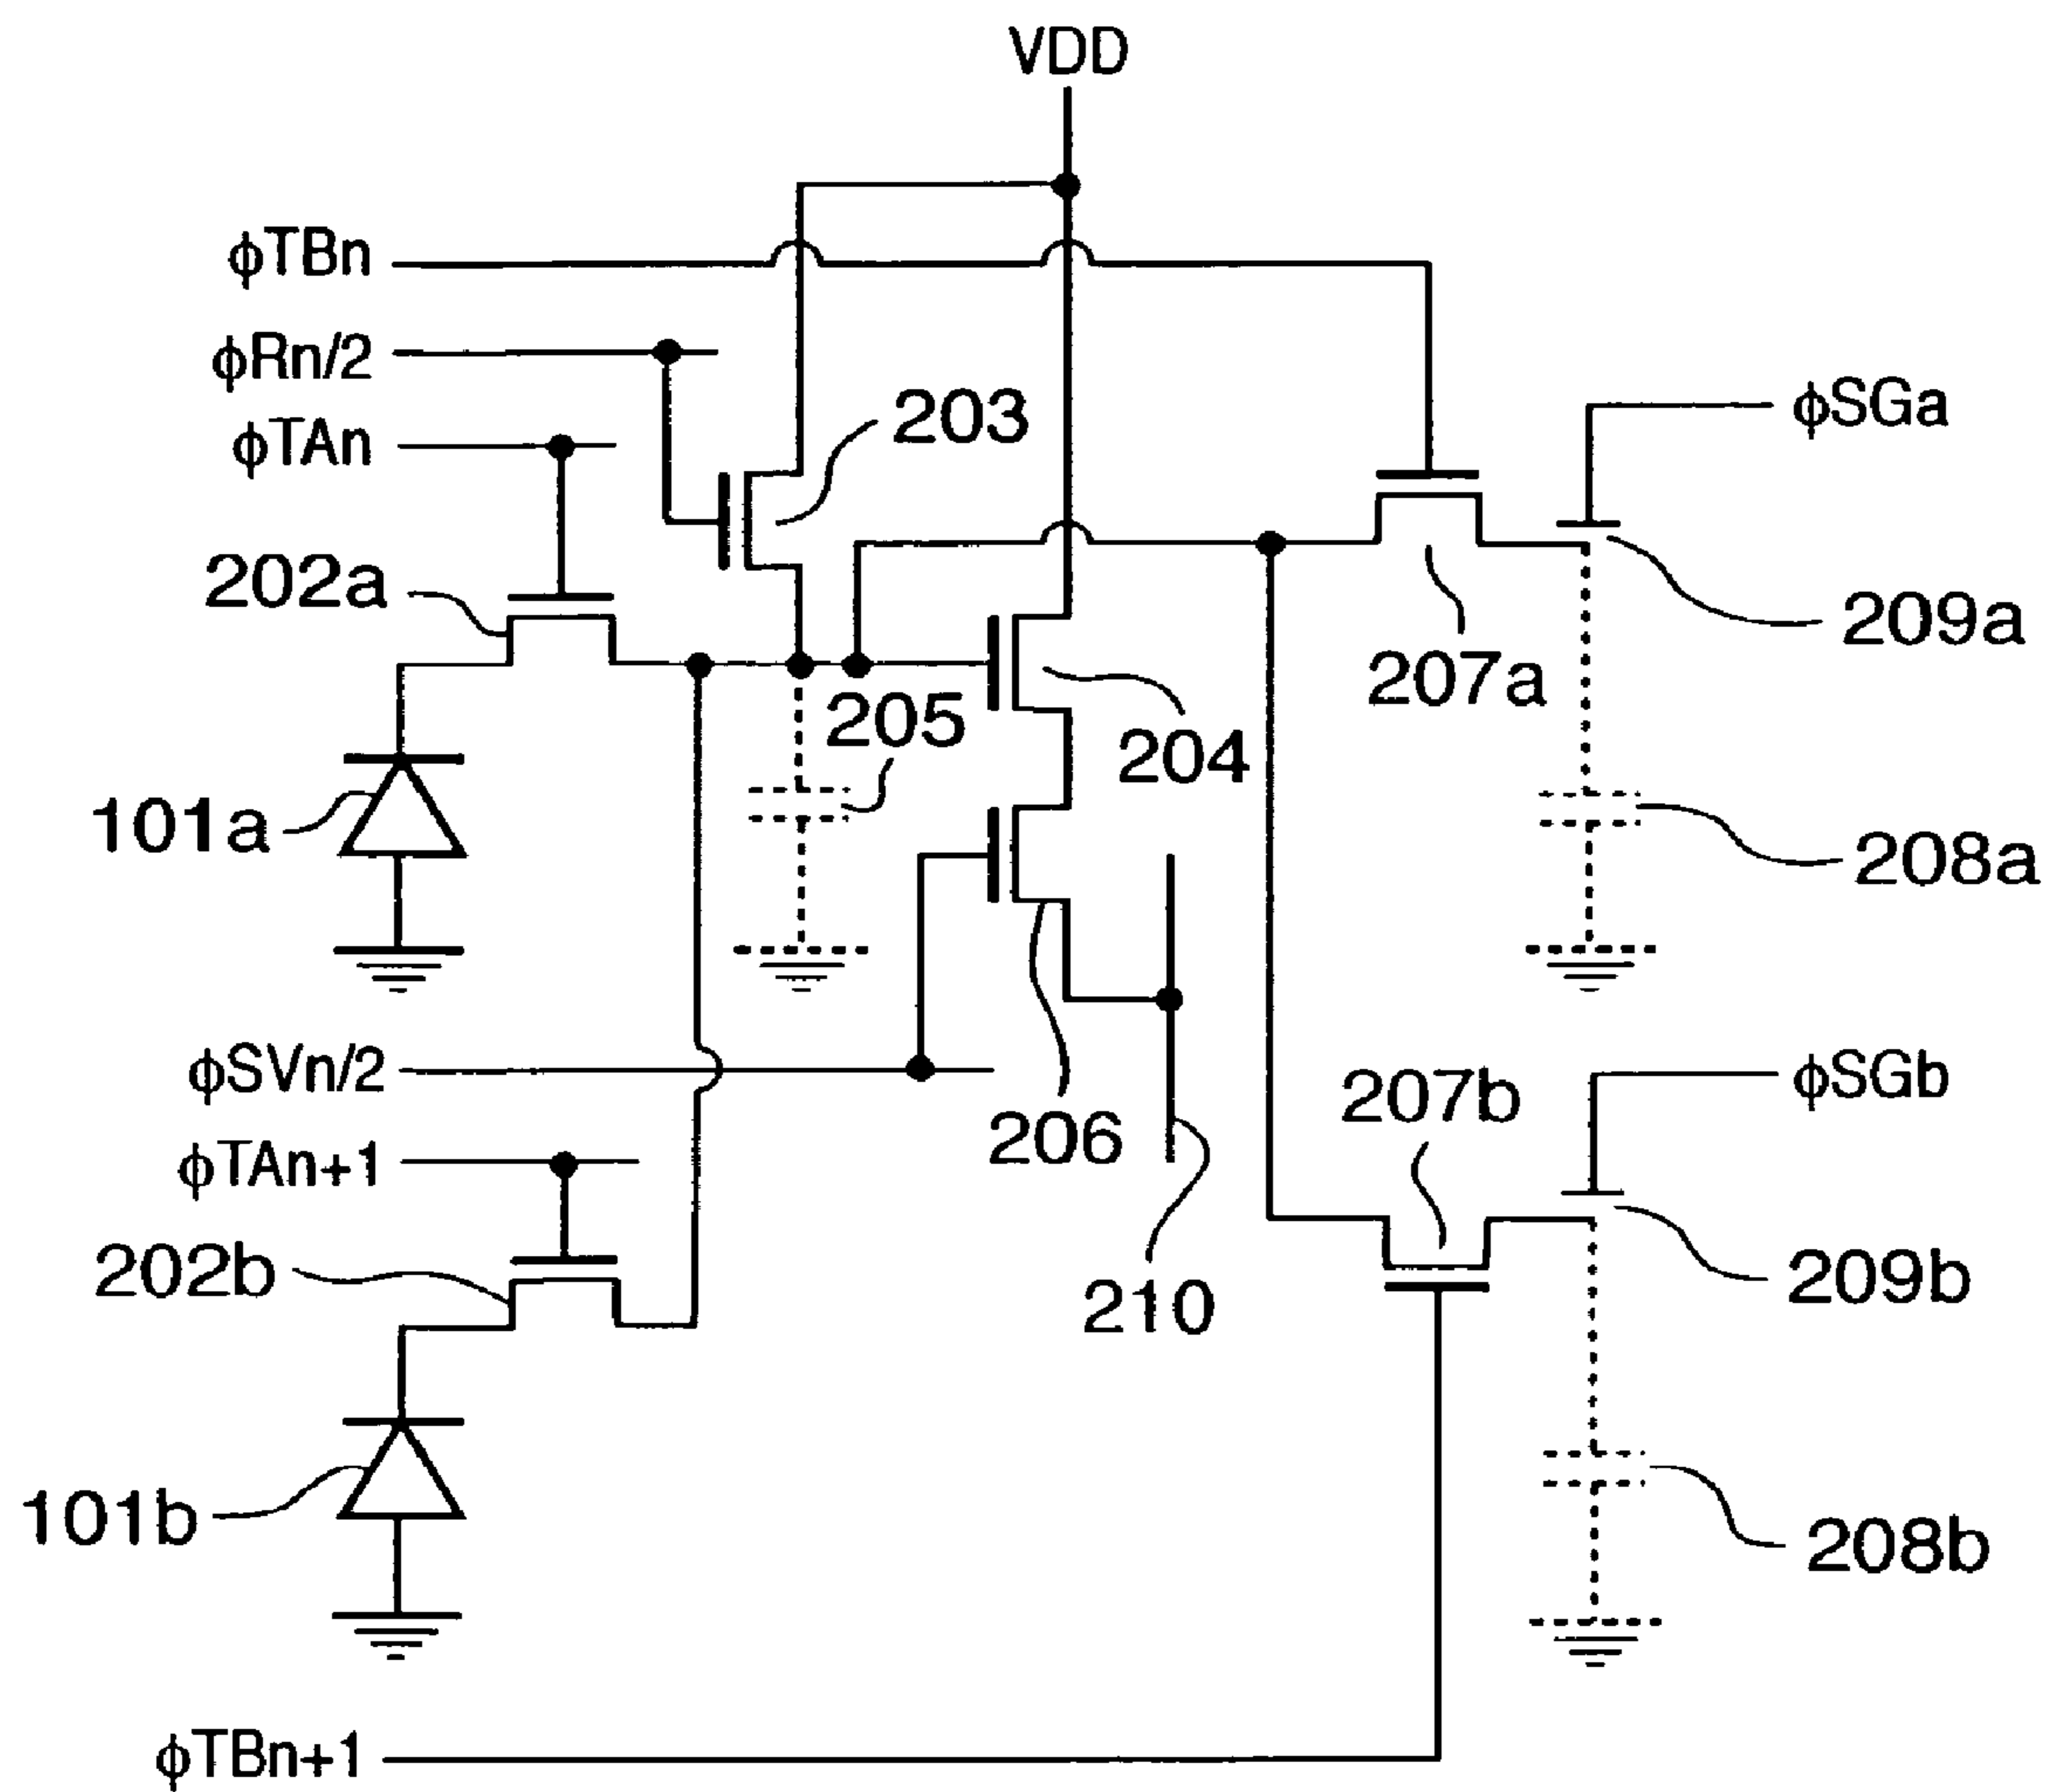 VDD
ϕTBn
ϕRn/2
203
ϕSGa
ϕTAn
202a
209a
207a
205
204
101a
208a
ϕSVn/2
207b
ϕSGb
206
ϕTAn+1
202b
210
209b
101b
208b
ϕTBn+1